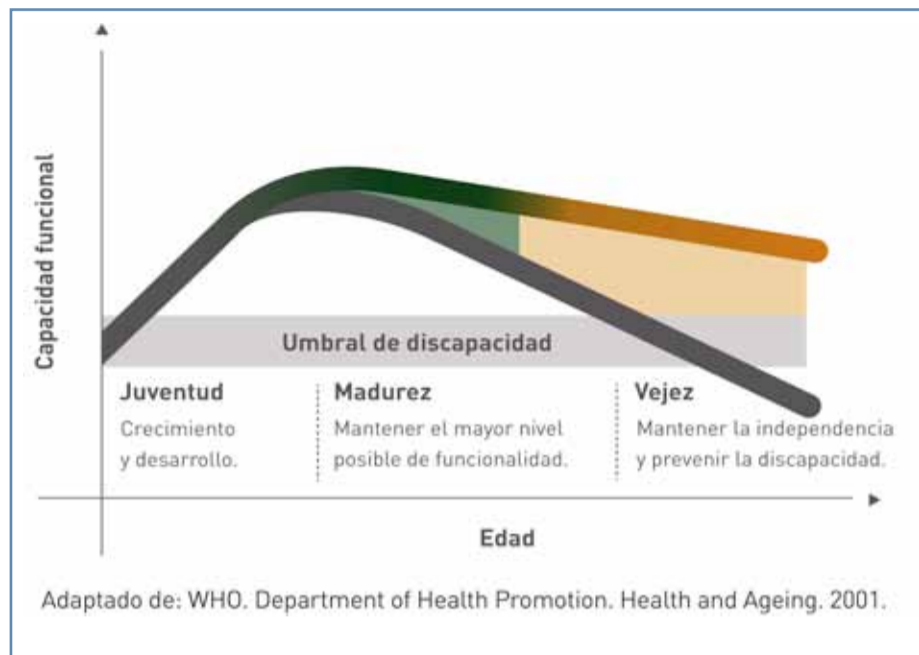 Capacidad funcional
Umbral de discapacidad
Juventud
Crecimiento
y desarrollo.
Madurez
Mantener el mayor nivel
posible de funcionalidad.
Vejez
Mantener la independencia
y prevenir la discapacidad.
Edad
Adaptado de: WHO. Department of Health Promotion. Health and Ageing. 2001.